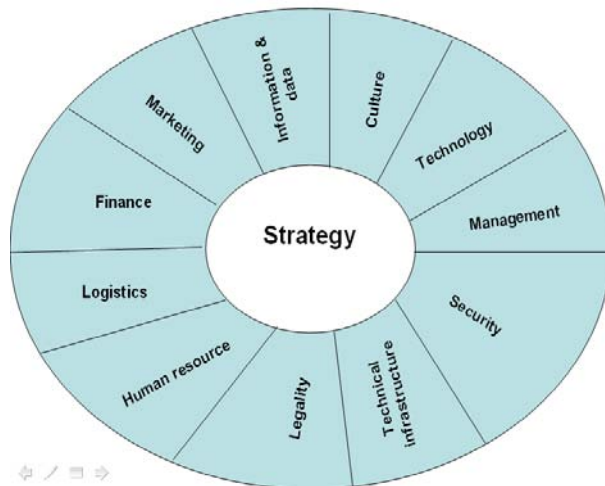 Information &
data
Culture
Technology
Management
Security
Technical
infrastructure
Legality
Human resource
Logistics
Finance
Marketing
Strategy